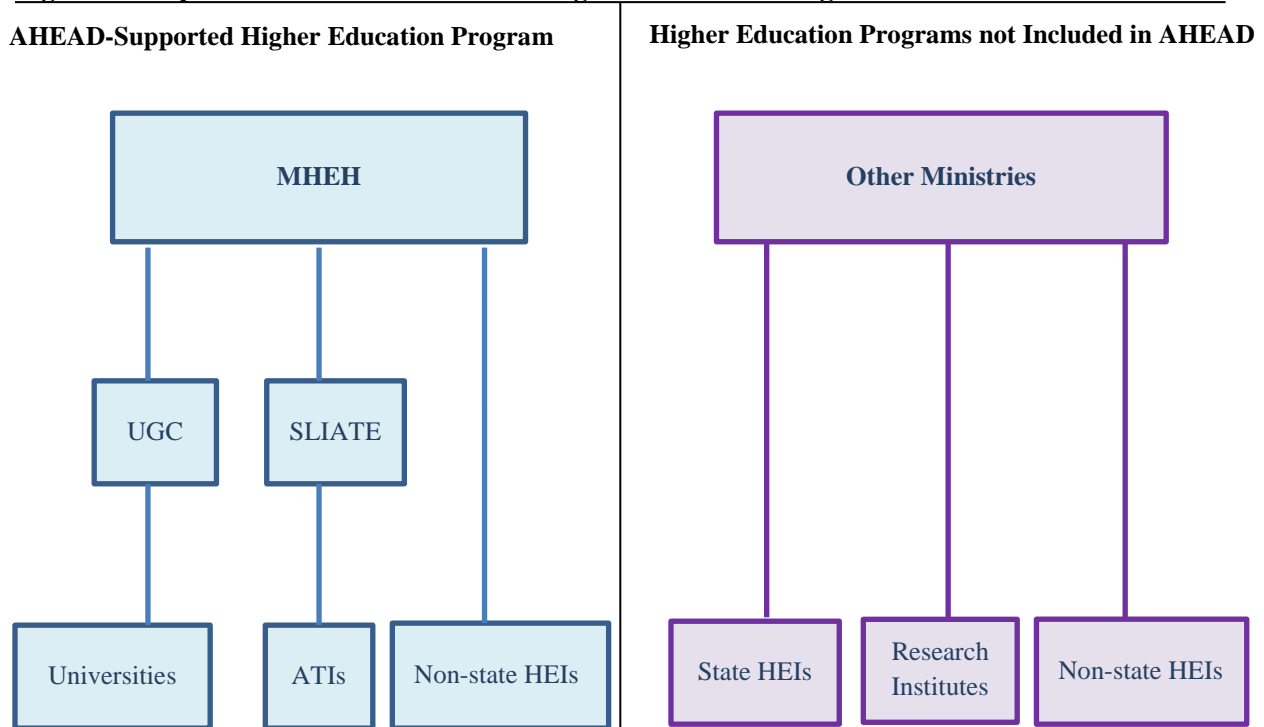 AHEAD-Supported Higher Education Program
Higher Education Programs not Included in AHEAD
MHEH
Other Ministries
UGC
SLIATE
Universities
ATIs
Non-state HEIs
State HEIs
Research
Institutes
Non-state HEIs